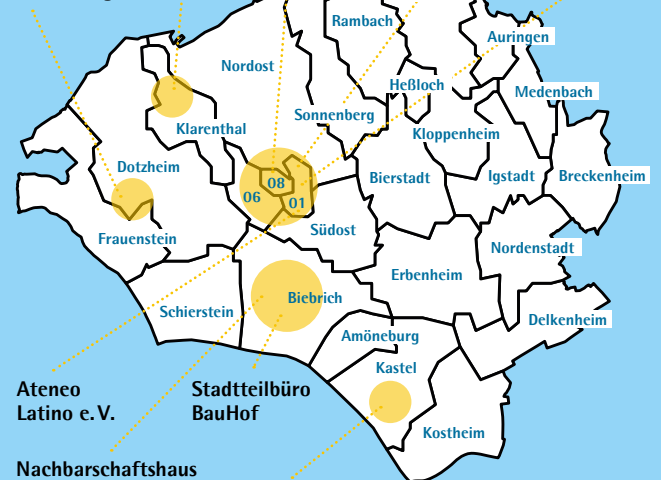 Rambach
Auringen
Nordost
Heßloch
Medenbach
Sonnenberg
Klarenthal
Kloppenheim
Dotzheim
Bierstadt
Igstadt
Breckenheim
08
06
01
Südost
Frauenstein
Nordenstadt
Erbenheim
Biebrich
Schierstein
Delkenheim
Amöneburg
Kastel
Ateneo
Latino e.V.
Stadtteilbüro
BauHof
Kostheim
Nachbarschaftshaus